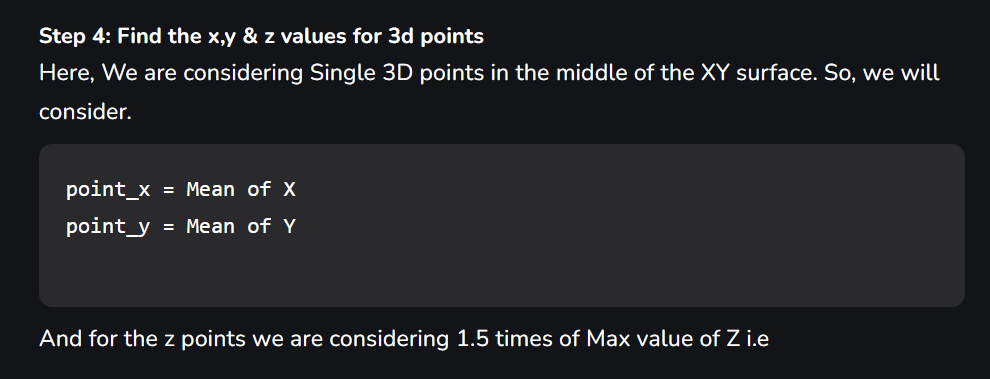 Step 4: Find the x,y & z values for 3d points
Here, We are considering Single 3D points in the middle of the XY surface. So, we will
consider.
point_x = Mean of X
point_y = Mean of Y
And for the z points we are considering 1.5 times of Max value of Z i.e